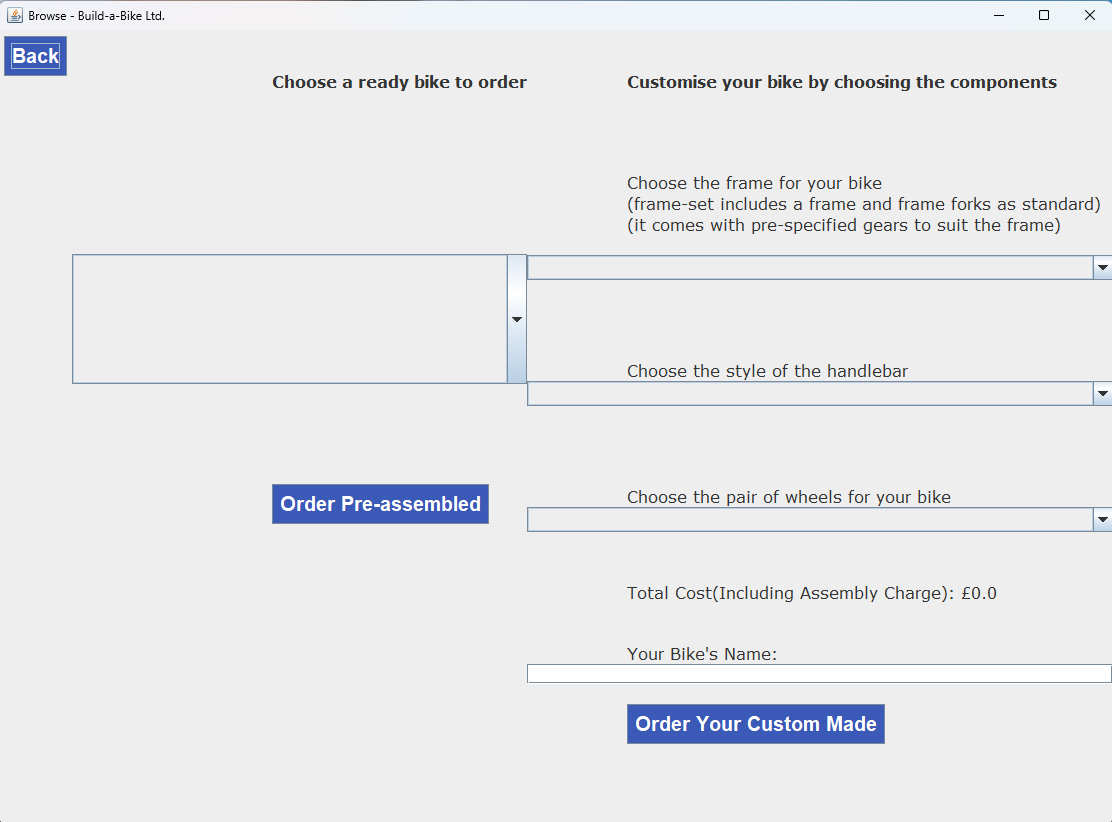 Browse - Build-a-Bike Ltd.
Back
Choose a ready bike to order
Order Pre-assembled
Customise your bike by choosing the components
Choose the frame for your bike
(frame-set includes a frame and frame forks as standard)
(it comes with pre-specified gears to suit the frame)
Choose the style of the handlebar
Choose the pair of wheels for your bike
Total Cost(Including Assembly Charge): £0.0
Your Bike's Name:
Order Your Custom Made